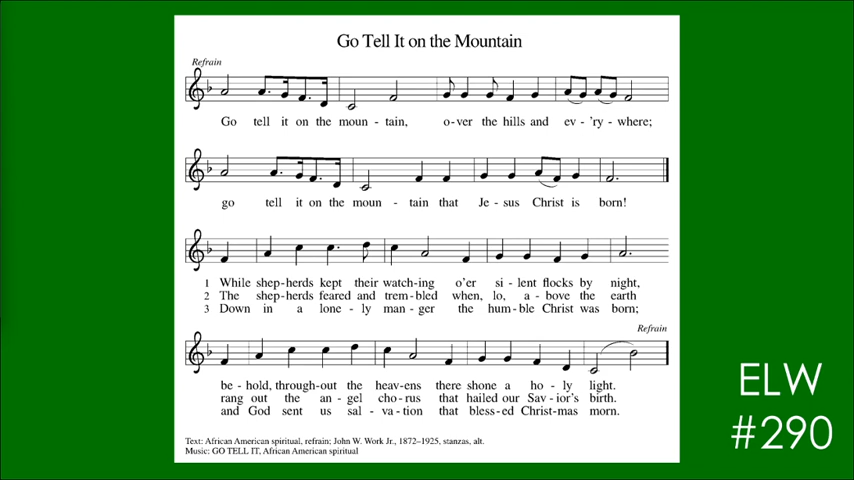 Go Tell It on the Mountain
Refrain
Go tell it on the moun - tain, o - ver the hills and ev - 'ry - where;
go tell it on the moun - tain that Je - sus Christ is born!
1 While shep - herds kept their watch - ing o'er si - lent flocks by night,
2 The shep - herds feared and trem - bled when, lo, a - bove the earth
3 Down in a lone - ly man - ger the hum - ble Christ was born;
Refrain
be - hold, through - out the heav - ens there shone a ho - ly light.
rang out the an - gel cho - rus that hailed our Sav - ior's birth.
and God sent us sal - va - tion that bless - ed Christ - mas morn.
Text: African American spiritual, refrain; John W. Work Jr., 1872–1925, stanzas, alt.
Music: GO TELL IT, African American spiritual
ELW
#290